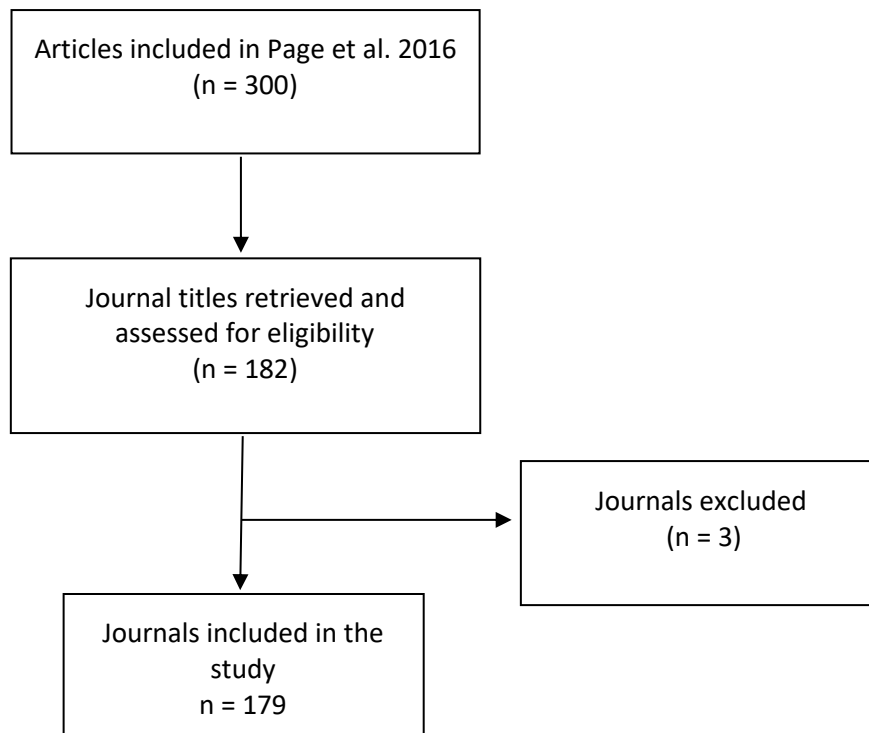 Articles included in Page et al. 2016
(n = 300)
Journal titles retrieved and
assessed for eligibility
(n = 182)
Journals excluded
(n = 3)
Journals included in the
study
n = 179